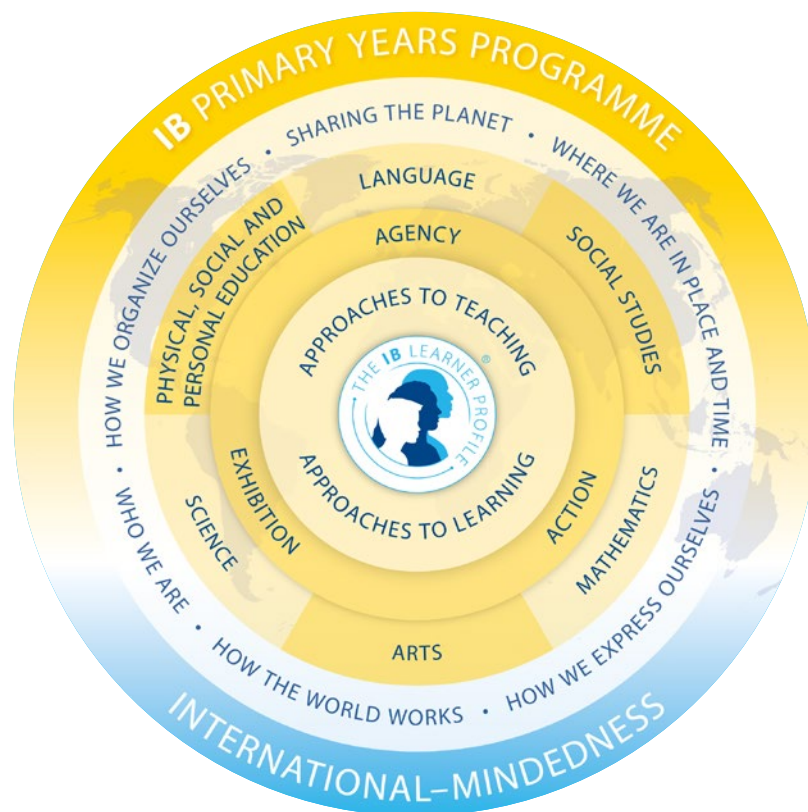 IB PRIMARY YEARS PROGRAMME
SHARING THE PLANET •
WHERE WE ARE IN PLACE AND TIME •
HOW WE EXPRESS OURSELVES •
HOW THE WORLD WORKS •
WHO WE ARE •
HOW WE ORGANIZE OURSELVES •
LANGUAGE
SOCIAL STUDIES
MATHEMATICS
ARTS
SCIENCE
PHYSICAL, SOCIAL AND
PERSONAL EDUCATION
AGENCY
ACTION
EXHIBITION
APPROACHES TO TEACHING
APPROACHES TO LEARNING
THE IB LEARNER PROFILE ®
INTERNATIONAL–MINDEDNESS